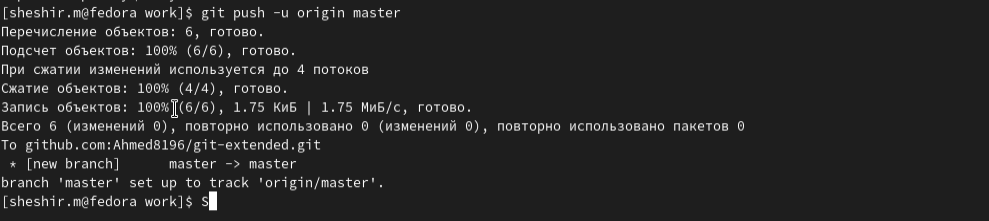 [sheshir.m@fedora work]$ git push -u origin master
Перечисление объектов: 6, готово.
Подсчет объектов: 100% (6/6), готово.
При сжатии изменений используется до 4 потоков
Сжатие объектов: 100% (4/4), готово.
Запись объектов: 100% (6/6), 1.75 КиБ | 1.75 МиБ/с, готово.
Всего 6 (изменений 0), повторно использовано 0 (изменений 0), повторно использовано пакетов 0
To github.com:Ahmed8196/git-extended.git
 * [new branch]      master -> master
branch 'master' set up to track 'origin/master'.
[sheshir.m@fedora work]$ S